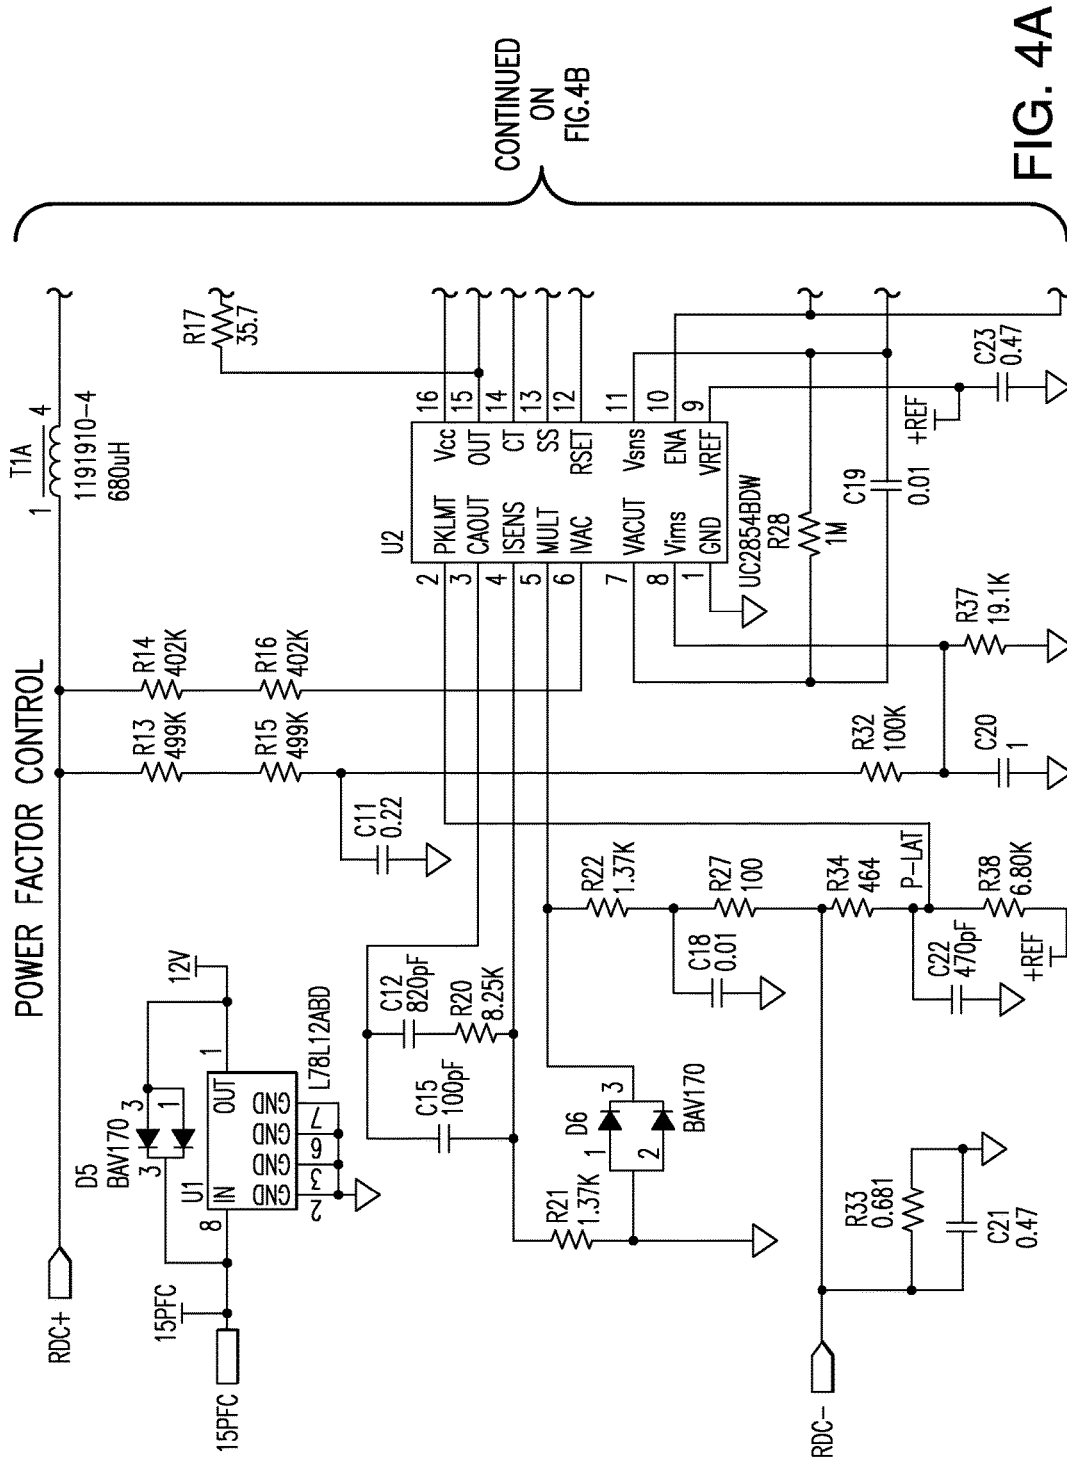 POWER FACTOR CONTROL
RDC+
T1A
1
4
1191910-4
680uH
15PFC
15PFC
D5
BAV170
3
3
1
12V
U1
8
IN
OUT
1
GND
GND
GND
GND
2
3
6
7
L78L12ABD
R13
499K
R14
402K
R15
499K
R16
402K
R17
35.7
C11
0.22
C12
820pF
R20
8.25K
C15
100pF
U2
2
PKLMT
Vcc
16
3
CAOUT
OUT
15
4
ISENS
CT
14
5
MULT
SS
13
6
IVAC
RSET
12
7
VACUT
Vsns
11
8
Vims
ENA
10
1
GND
VREF
9
UC2854BDW
R21
1.37K
D6
1
2
3
BAV170
R22
1.37K
C18
0.01
R27
100
R28
1M
C19
0.01
RDC-
R33
0.681
C21
0.47
R34
464
P-LAT
C22
470pF
R38
6.80K
+REF
R32
100K
C20
1
R37
19.1K
+REF
C23
0.47
CONTINUED
ON
FIG.4B
FIG. 4A